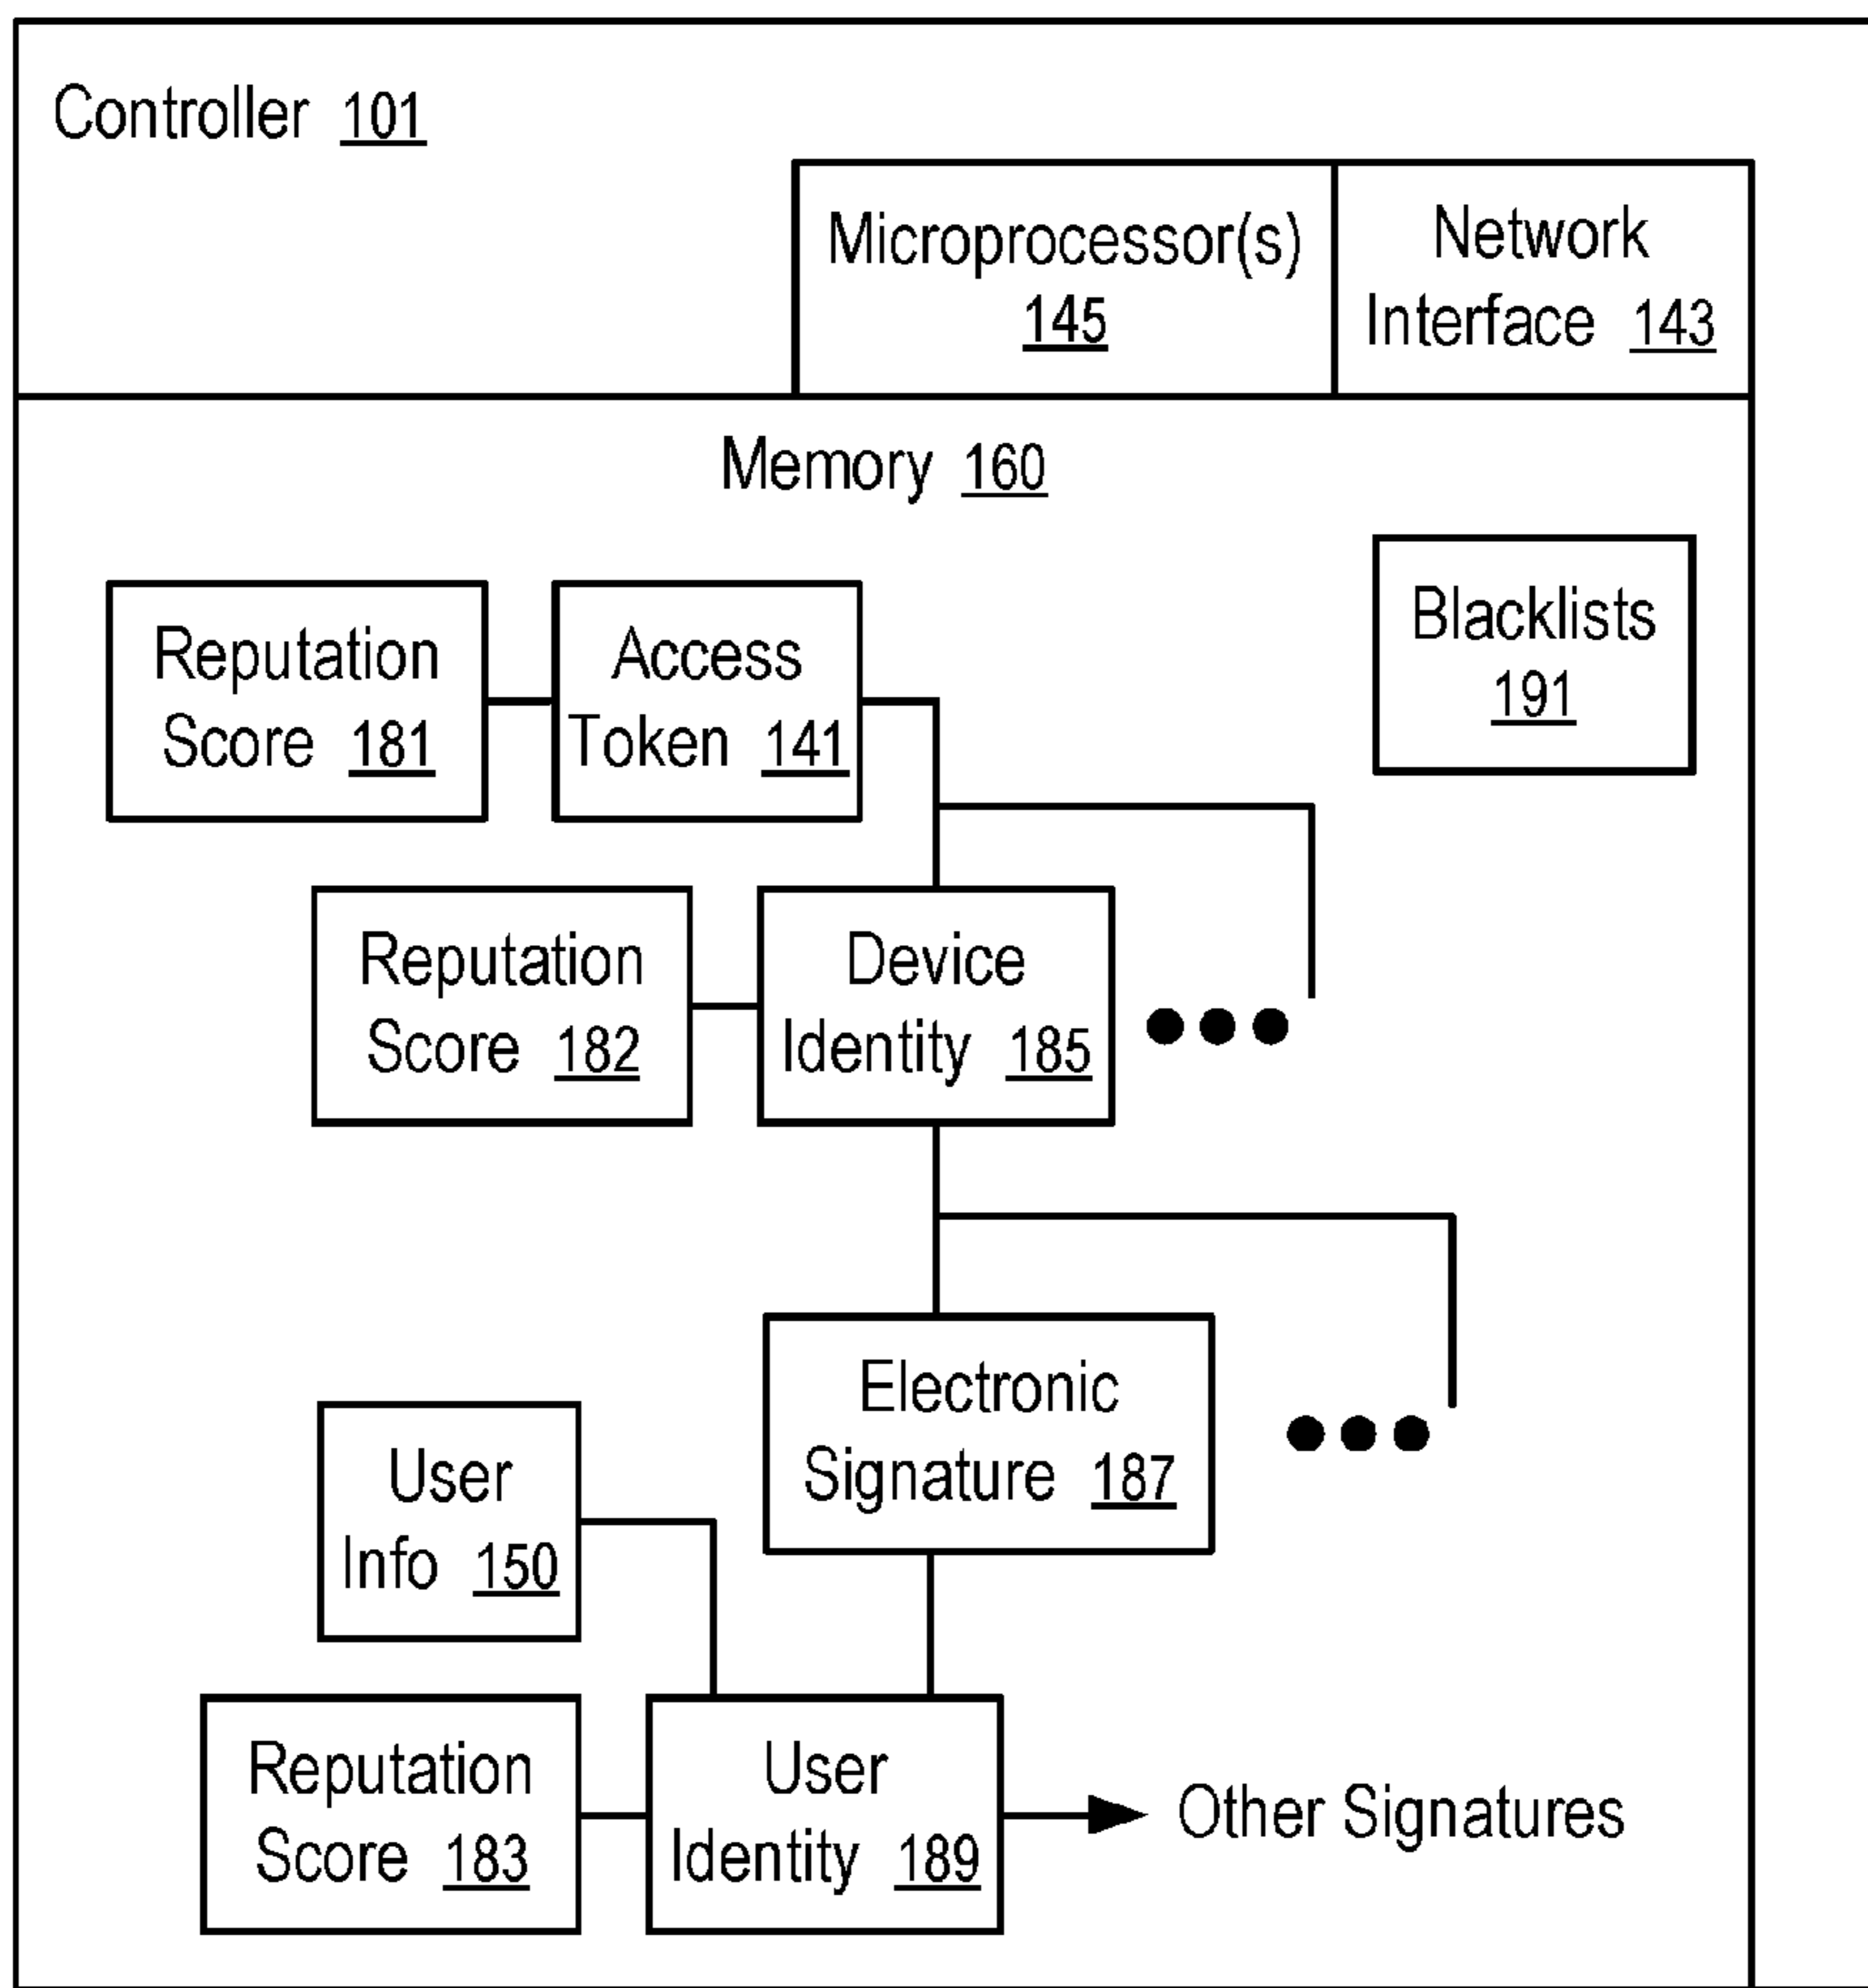 Controller 101
Microprocessor(s)
145
Network
Interface 143
Memory 160
Blacklists
191
Reputation
Score 181
Access
Token 141
Reputation
Score 182
Device
Identity 185
Electronic
Signature 187
User
Info 150
Reputation
Score 183
User
Identity 189
Other Signatures